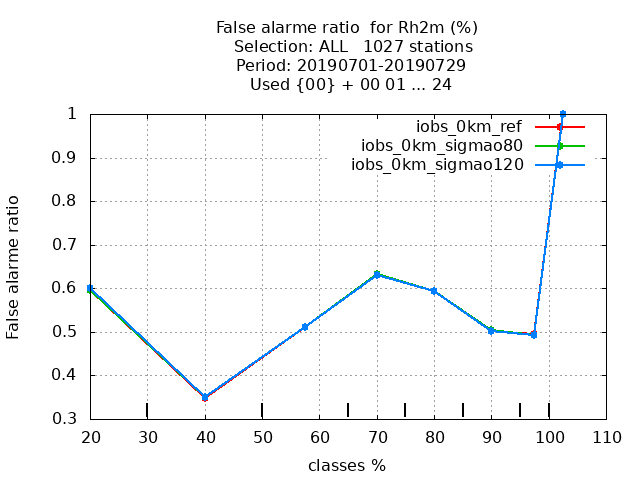 False alarme ratio  for Rh2m (%)
Selection: ALL   1027 stations
Period: 20190701-20190729
Used {00} + 00 01 ... 24
iobs_0km_ref
iobs_0km_sigmao80
iobs_0km_sigmao120
False alarme ratio
1
0.9
0.8
0.7
0.6
0.5
0.4
0.3
20 30 40 50 60 70 80 90 100 110
classes %